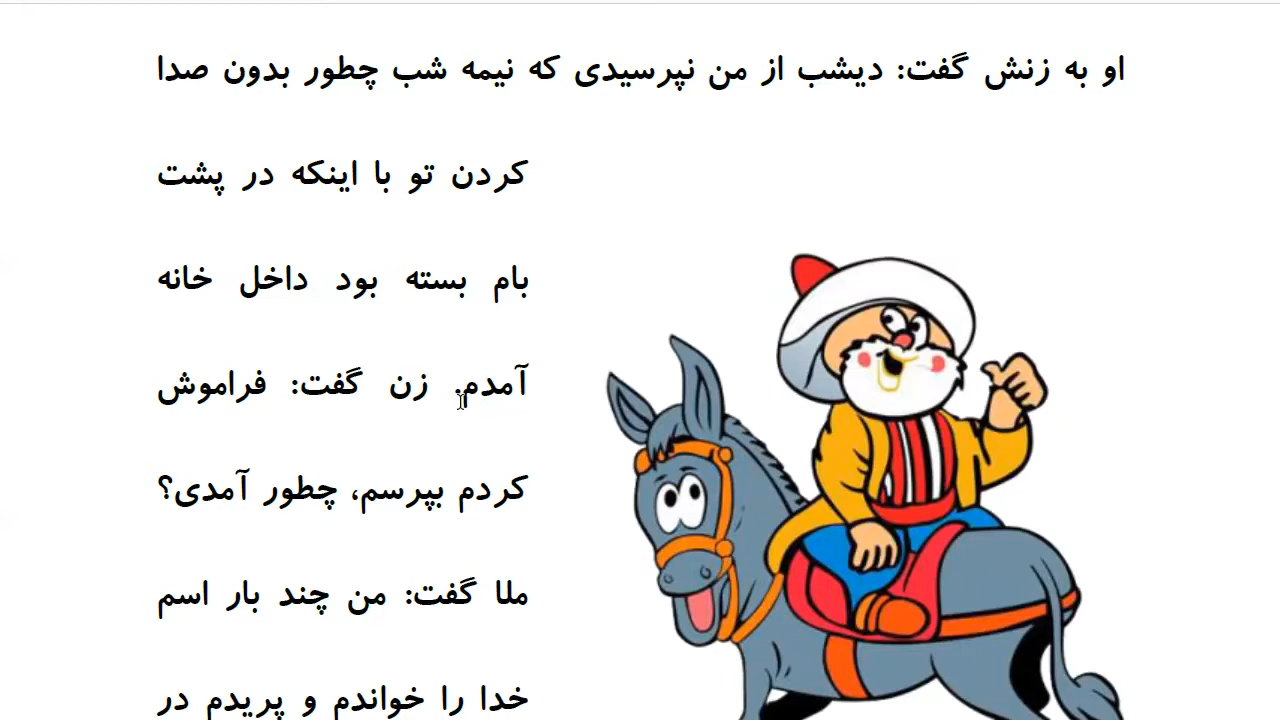 او به زنش گفت: دیشب از من نپرسیدی که نیمه شب چطور بدون صدا
کردن تو با اینکه در پشت
بام بسته بود داخل خانه
آمدم. زن گفت: فراموش
کردم بپرسم، چطور آمدی؟
ملا گفت: من چند بار اسم
خدا را خواندم و پریدم در